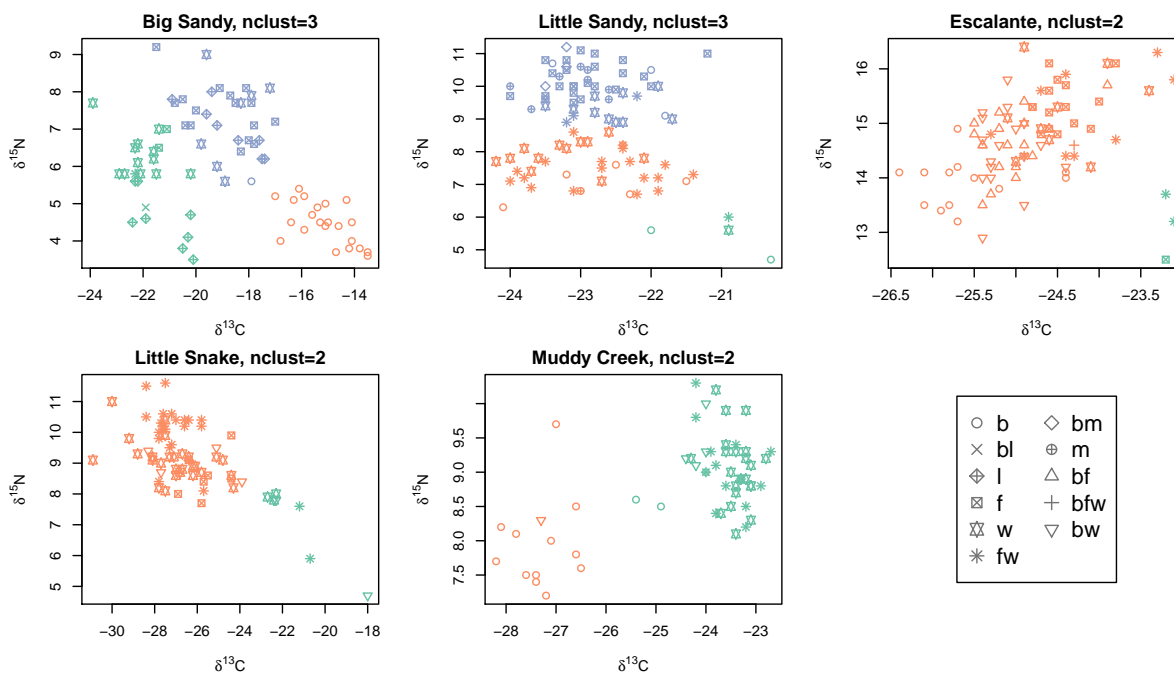 Big Sandy, nclust=3
δ15N
9
8
7
6
5
4
−24
−22
−20
−18
−16
−14
δ13C
Little Sandy, nclust=3
δ15N
11
10
9
8
7
6
5
−24
−23
−22
−21
δ13C
Escalante, nclust=2
δ15N
16
15
14
13
−26.5
−25.5
−24.5
−23.5
δ13C
Little Snake, nclust=2
δ15N
11
10
9
8
7
6
5
−30
−28
−26
−24
−22
−20
−18
δ13C
Muddy Creek, nclust=2
δ15N
9.5
9.0
8.5
8.0
7.5
−28
−27
−26
−25
−24
−23
δ13C
b
bl
l
f
w
fw
bm
m
bf
bfw
bw